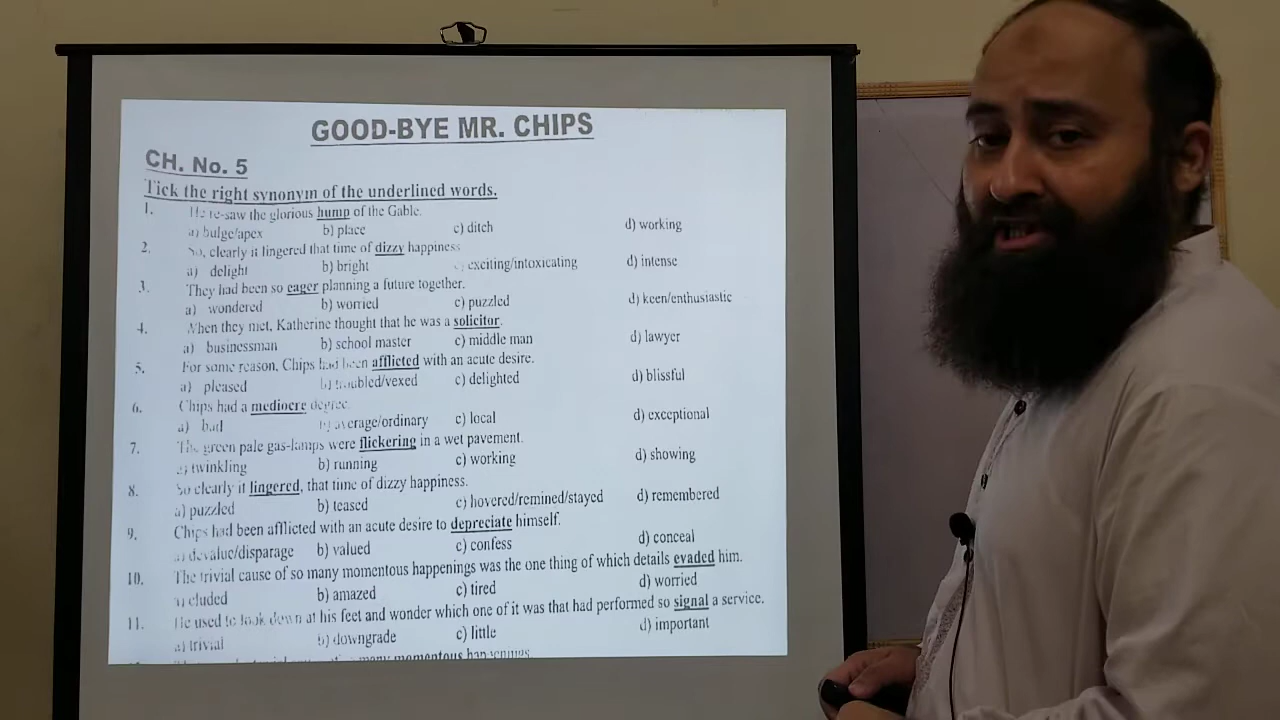 GOOD-BYE MR. CHIPS
CH. No. 5
Tick the right synonym of the underlined words.
1. He re-saw the glorious hump of the Gable.
a) bulge/apex b) place c) ditch d) working
2. So, clearly it lingered that time of dizzy happiness
a) delight b) bright c) exciting/intoxicating d) intense
3. They had been so eager planning a future together.
a) wondered b) worried c) puzzled d) keen/enthusiastic
4. When they met, Katherine thought that he was a solicitor.
a) businessman b) school master c) middle man d) lawyer
5. For some reason, Chips had been afflicted with an acute desire.
a) pleased b) troubled/vexed c) delighted d) blissful
6. Chips had a mediocre degree.
a) bad b) average/ordinary c) local d) exceptional
7. The green pale gas-lamps were flickering in a wet pavement.
a) twinkling b) running c) working d) showing
8. So clearly it lingered, that time of dizzy happiness.
a) puzzled b) teased c) hovered/remined/stayed d) remembered
9. Chips had been afflicted with an acute desire to depreciate himself.
a) devalue/disparage b) valued c) confess d) conceal
10. The trivial cause of so many momentous happenings was the one thing of which details evaded him.
a) eluded b) amazed c) tired d) worried
11. He used to look down at his feet and wonder which one of it was that had performed so signal a service.
a) trivial b) downgrade c) little d) important
many momentous happenings